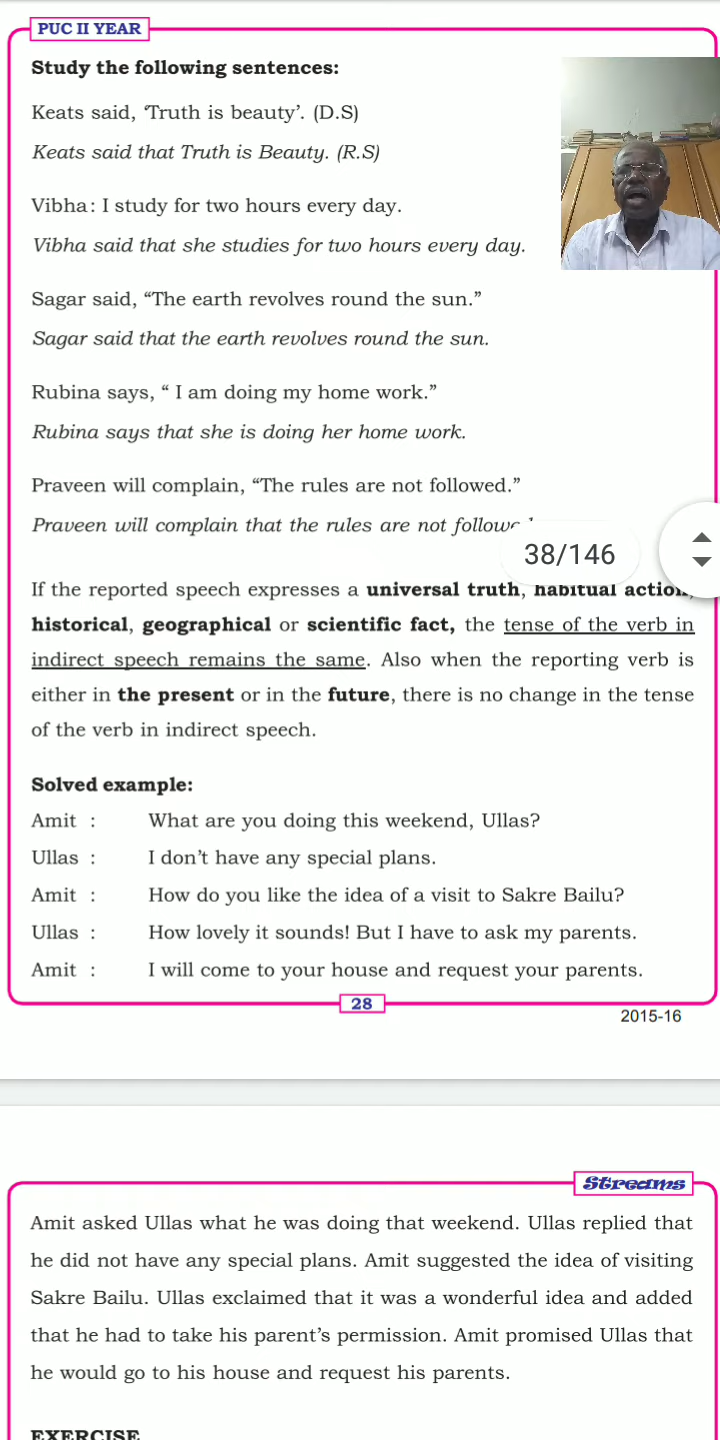 PUC II YEAR
Study the following sentences:
Keats said, ‘Truth is beauty’. (D.S)
Keats said that Truth is Beauty. (R.S)
Vibha: I study for two hours every day.
Vibha said that she studies for two hours every day.
Sagar said, “The earth revolves round the sun.”
Sagar said that the earth revolves round the sun.
Rubina says, “ I am doing my home work.”
Rubina says that she is doing her home work.
Praveen will complain, “The rules are not followed.”
Praveen will complain that the rules are not
38/146
If the reported speech expresses a universal truth, habitual action,
historical, geographical or scientific fact, the tense of the verb in
indirect speech remains the same. Also when the reporting verb is
either in the present or in the future, there is no change in the tense
of the verb in indirect speech.
Solved example:
Amit : What are you doing this weekend, Ullas?
Ullas : I don’t have any special plans.
Amit : How do you like the idea of a visit to Sakre Bailu?
Ullas : How lovely it sounds! But I have to ask my parents.
Amit : I will come to your house and request your parents.
28
2015-16
Streams
Amit asked Ullas what he was doing that weekend. Ullas replied that
he did not have any special plans. Amit suggested the idea of visiting
Sakre Bailu. Ullas exclaimed that it was a wonderful idea and added
that he had to take his parent’s permission. Amit promised Ullas that
he would go to his house and request his parents.
EXERCISE